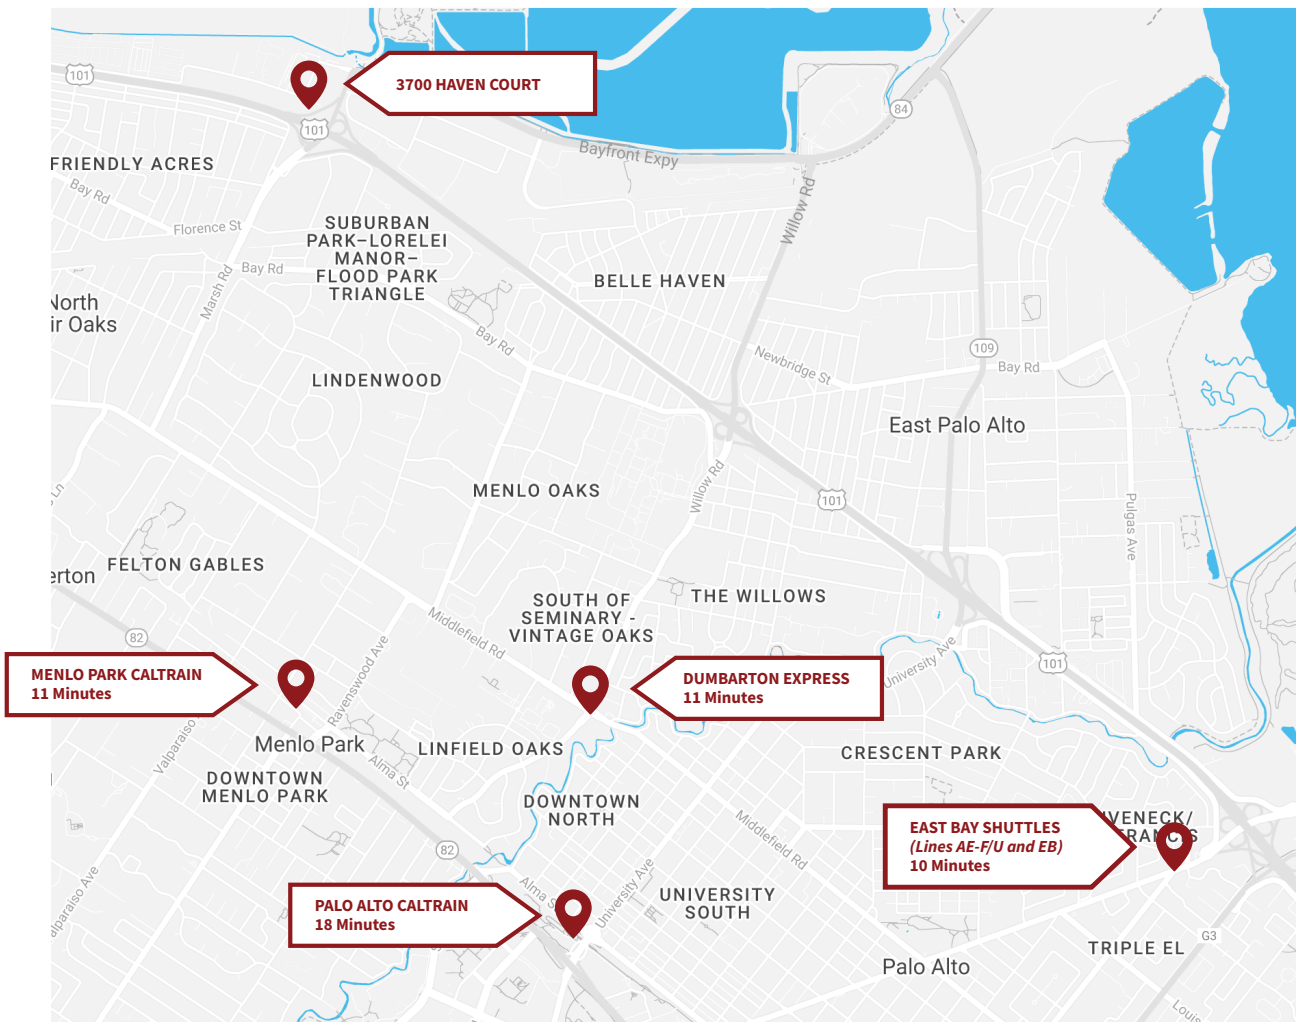 101
3700 HAVEN COURT
101
84
Bayfront Expy
FRIENDLY ACRES
Bay Rd
Willow Rd
Florence St
SUBURBAN
PARK–LORELEI
MANOR–
FLOOD PARK
TRIANGLE
Bay Rd
Marsh Rd
BELLE HAVEN
North
ir Oaks
Bay Rd
Newbridge St
109
Bay Rd
LINDENWOOD
East Palo Alto
MENLO OAKS
Willow Rd
101
Pulgas Ave
Ln
FELTON GABLES
erton
SOUTH OF
SEMINARY -
VINTAGE OAKS
THE WILLOWS
82
Middlefield Rd
University Ave
101
Ravenswood Ave
MENLO PARK CALTRAIN
11 Minutes
DUMBARTON EXPRESS
11 Minutes
Valparaiso
Menlo Park
LINFIELD OAKS
CRESCENT PARK
Alma St
DOWNTOWN
MENLO PARK
DOWNTOWN
NORTH
Middlefield Rd
VENECK/
FRANCIS
EAST BAY SHUTTLES
(Lines AE-F/U and EB)
10 Minutes
82
alparaiso Ave
Alma S
University Ave
UNIVERSITY
SOUTH
PALO ALTO CALTRAIN
18 Minutes
G3
TRIPLE EL
Palo Alto
Louis